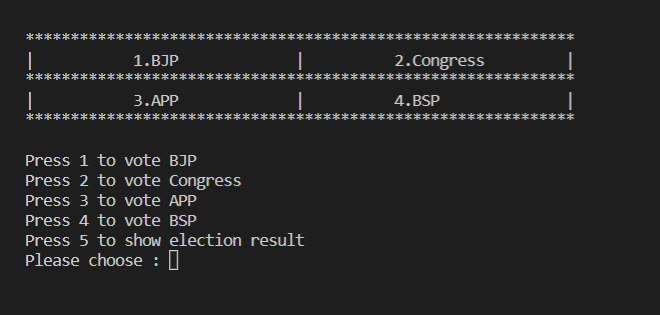 *************************************************************
|           1.BJP             |          2.Congress         |
*************************************************************
|           3.APP             |          4.BSP              |
*************************************************************
Press 1 to vote BJP
Press 2 to vote Congress
Press 3 to vote APP
Press 4 to vote BSP
Press 5 to show election result
Please choose :